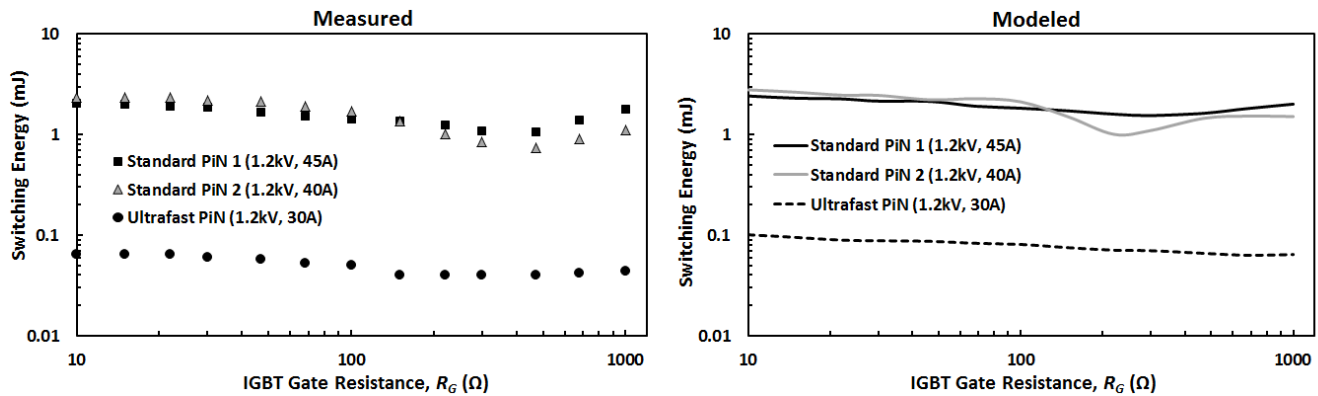 Measured
10
1
0.1
0.01
Switching Energy (mJ)
Standard PiN 1 (1.2kV, 45A)
Standard PiN 2 (1.2kV, 40A)
Ultrafast PiN (1.2kV, 30A)
10 100 1000
IGBT Gate Resistance, R_G (Ω)
Modeled
10
1
0.1
0.01
Switching Energy (mJ)
Standard PiN 1 (1.2kV, 45A)
Standard PiN 2 (1.2kV, 40A)
Ultrafast PiN (1.2kV, 30A)
10 100 1000
IGBT Gate Resistance, R_G (Ω)